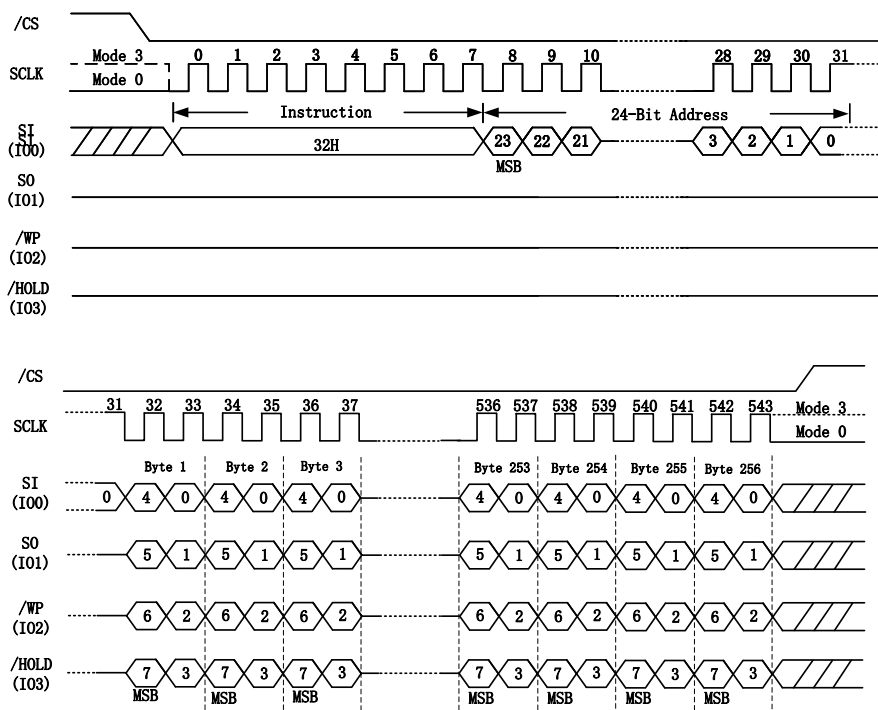 /CS
Mode 3 0 1 2 3 4 5 6 7 8 9 10 28 29 30 31
SCLK
Mode 0
Instruction 24-Bit Address
SI
SI
(IO0) 32H 23 22 21 3 2 1 0
MSB
SO
(IO1)
/WP
(IO2)
/HOLD
(IO3)
/CS
31 32 33 34 35 36 37 536 537 538 539 540 541 542 543 Mode 3
SCLK
Mode 0
Byte 1 Byte 2 Byte 3 Byte 253 Byte 254 Byte 255 Byte 256
SI
(IO0) 0 4 0 4 0 4 0 4 0 4 0 4 0 4 0
SO
(IO1) 5 1 5 1 5 1 5 1 5 1 5 1 5 1
/WP
(IO2) 6 2 6 2 6 2 6 2 6 2 6 2 6 2
/HOLD
(IO3) 7 3 7 3 7 3 7 3 7 3 7 3 7 3
MSB MSB MSB MSB MSB MSB MSB